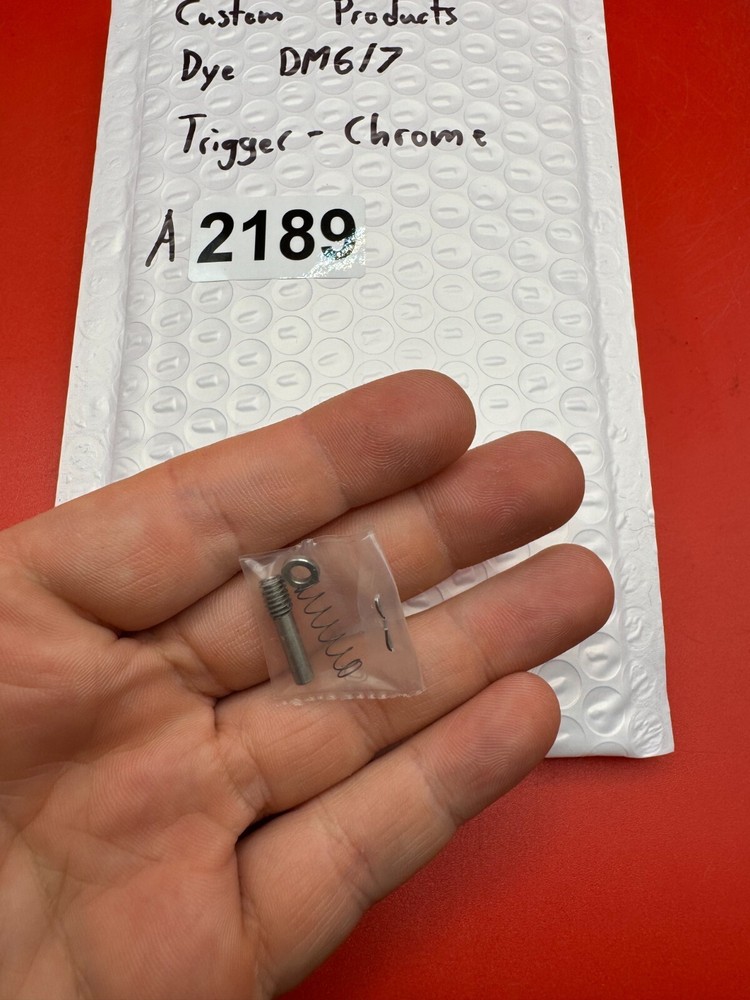 Custom Products
Dye DM6/7
Trigger - Chrome
A 2189